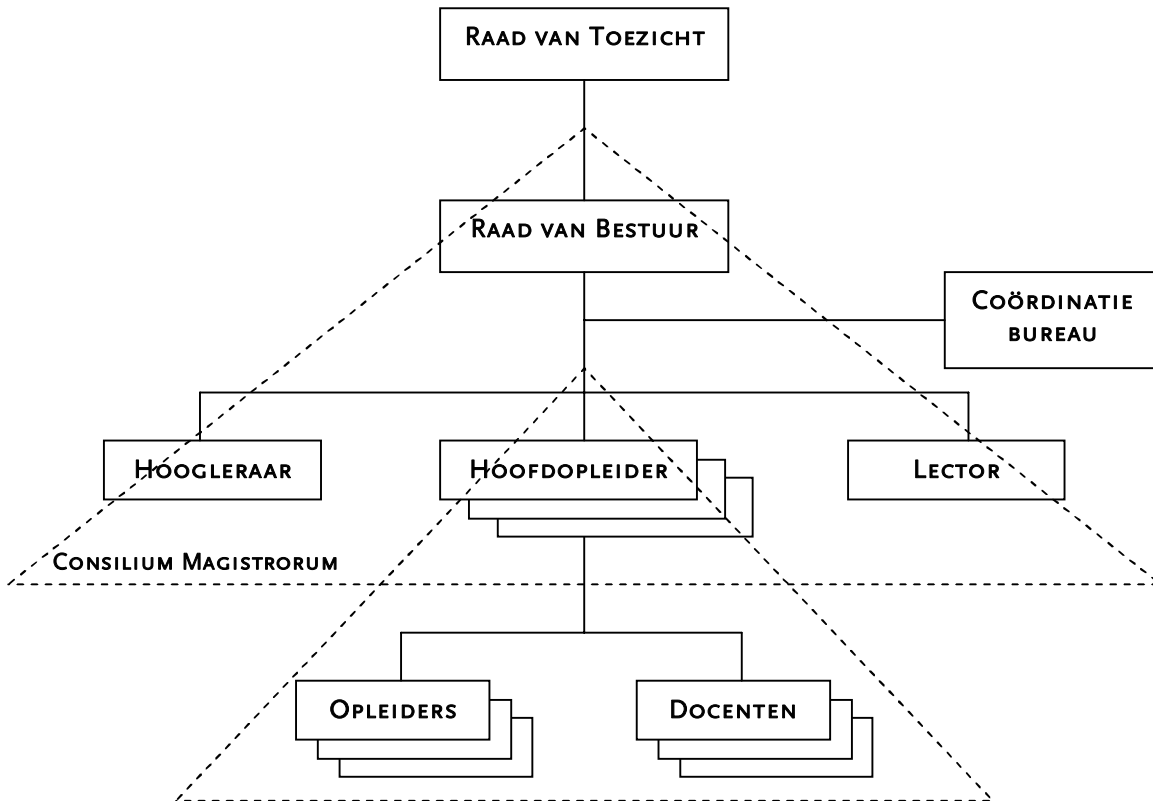 RAAD VAN TOEZICHT
RAAD VAN BESTUUR
COÖRDINATIE
BUREAU
HOOGLERAAR
HOOFDOPLEIDER
LECTOR
CONSILIUM MAGISTRORUM
OPLEIDERS
DOCENTEN